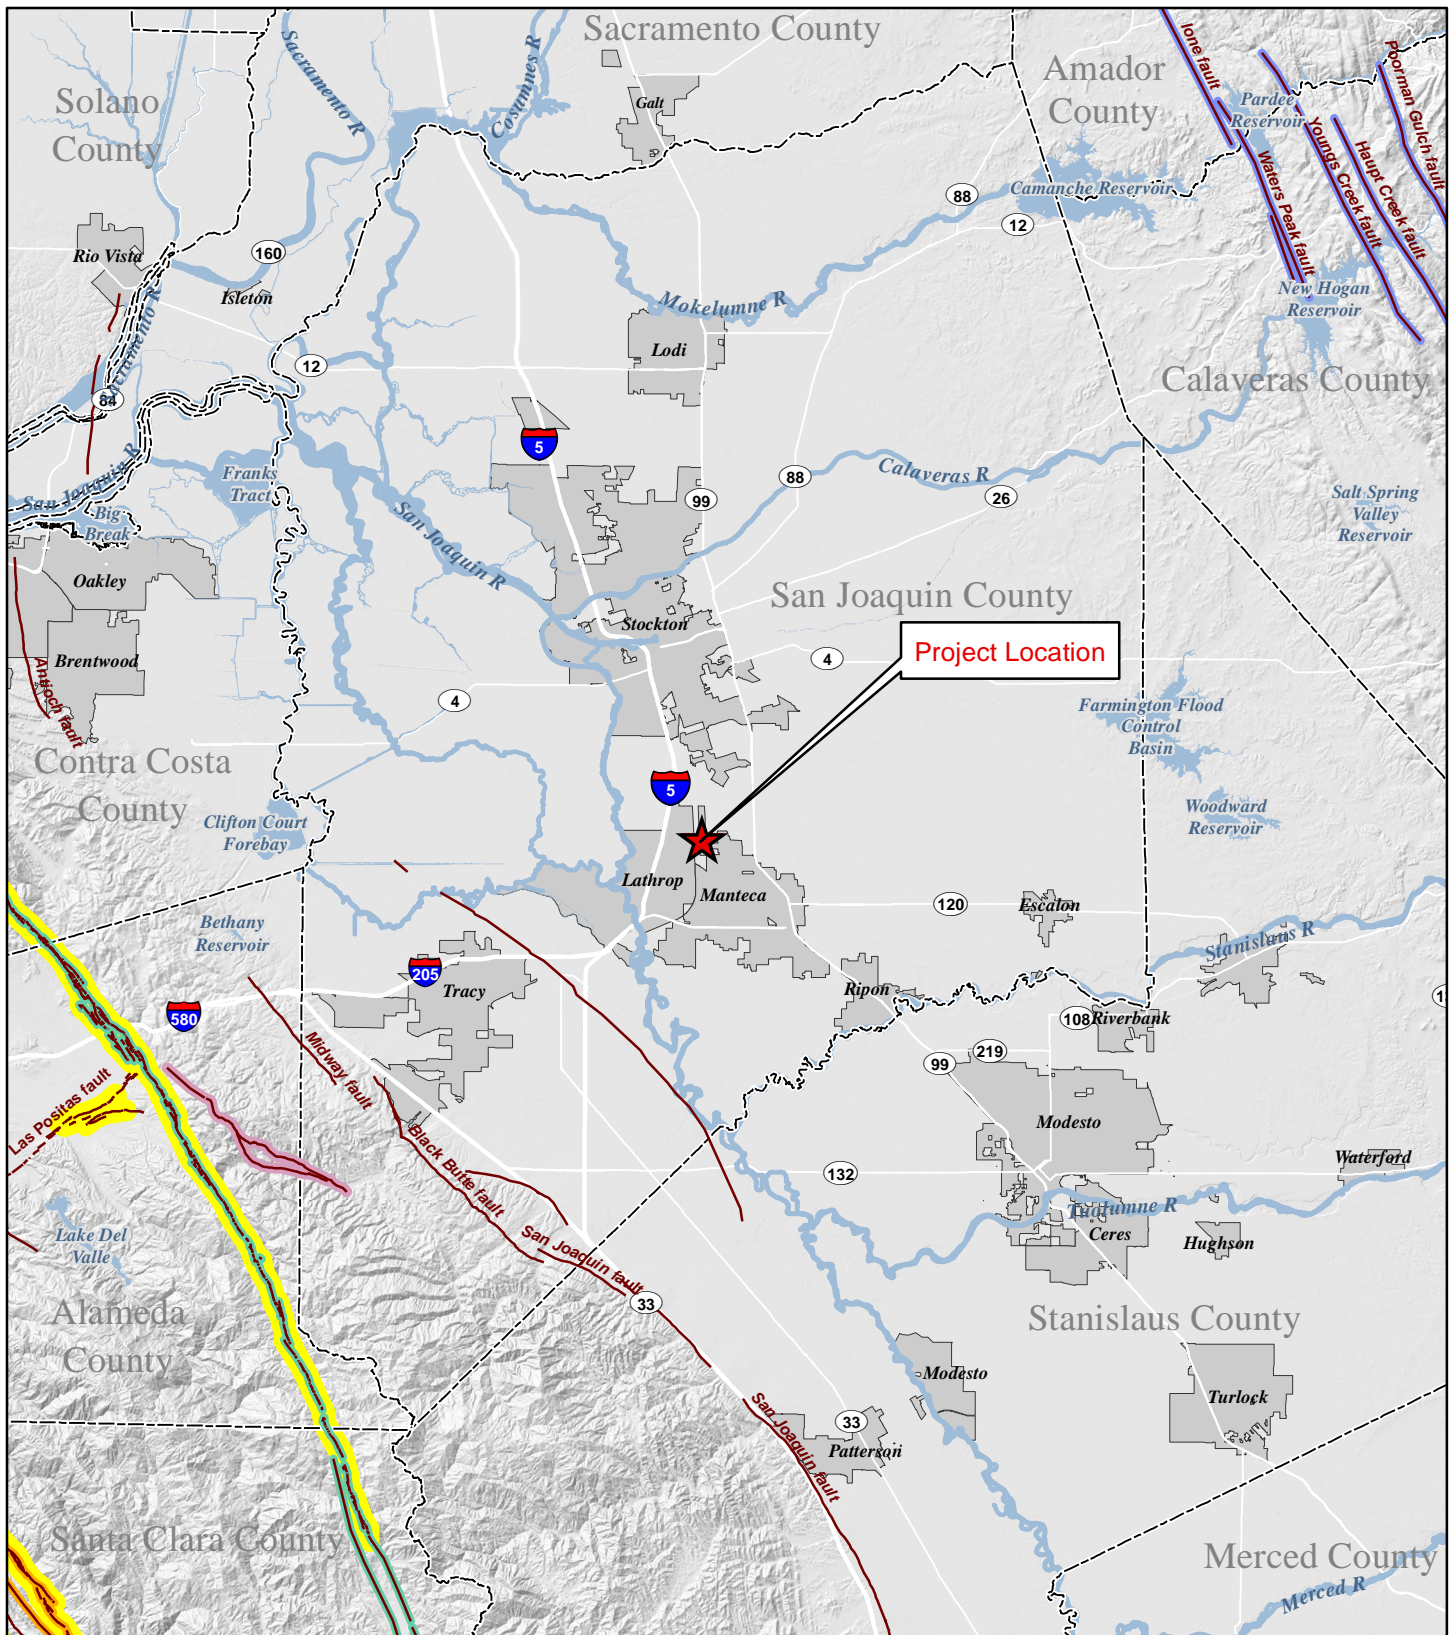 Sacramento County
Solano
County
Sacramento R
Cosumnes R
Galt
Amador
County
Ione fault
Pardee
Reservoir
Poorman Gulch fault
Youngs Creek fault
Haupt Creek fault
Waters Peak fault
Camanche Reservoir
88
12
Rio Vista
160
Isleton
Mokelumne R
New Hogan
Reservoir
Sacramento R
Lodi
12
84
Calaveras County
5
Franks
Tract
San Joaquin R
Big
Break
Calaveras R
88
99
26
Salt Spring
Valley
Reservoir
San Joaquin R
Oakley
San Joaquin County
Stockton
Project Location
Brentwood
Antioch fault
4
4
Farmington Flood
Control
Basin
Contra Costa
County
5
Clifton Court
Forebay
Woodward
Reservoir
Lathrop
Manteca
120
Escalon
Bethany
Reservoir
Stanislaus R
205
Tracy
Ripon
580
108
Riverbank
Midway fault
219
99
Las Positas fault
Modesto
Black Butte fault
132
Waterford
Tuolumne R
Ceres
Hughson
Lake Del
Valle
San Joaquin fault
33
Alameda
County
Stanislaus County
Modesto
Turlock
San Joaquin fault
33
Patterson
Santa Clara County
Merced County
Merced R